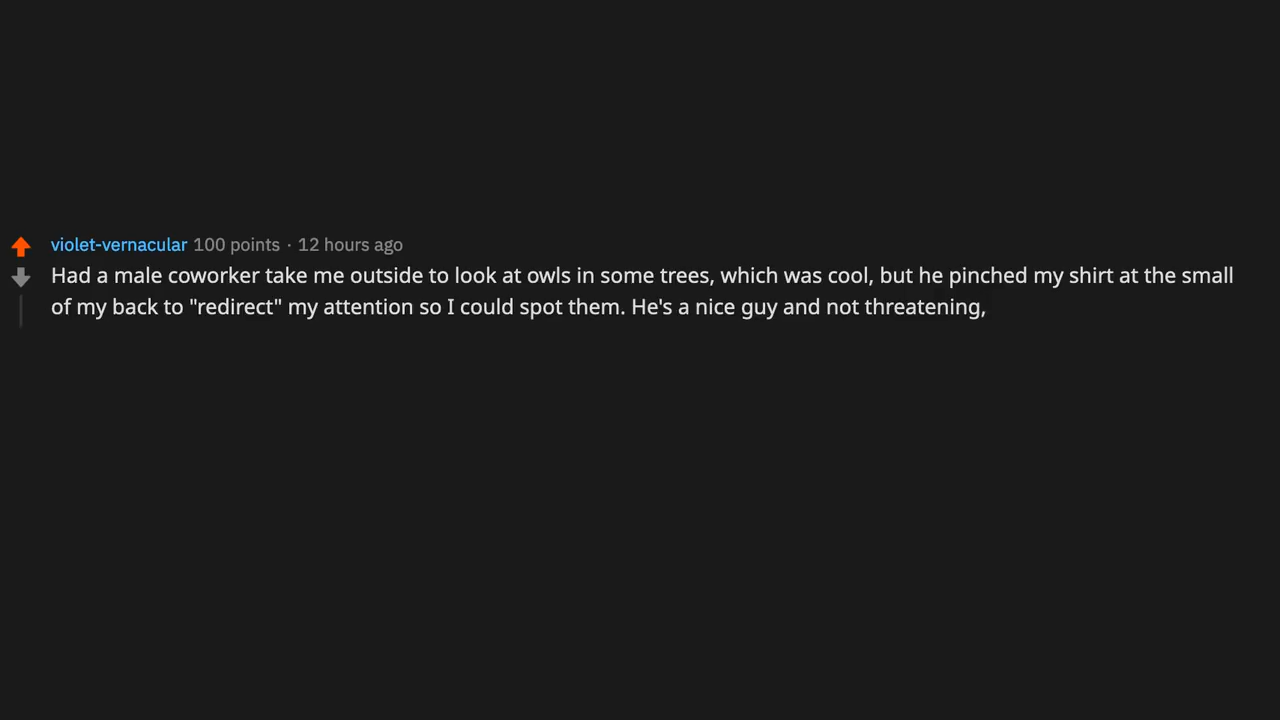 violet-vernacular 100 points · 12 hours ago
Had a male coworker take me outside to look at owls in some trees, which was cool, but he pinched my shirt at the small
of my back to "redirect" my attention so I could spot them. He's a nice guy and not threatening,